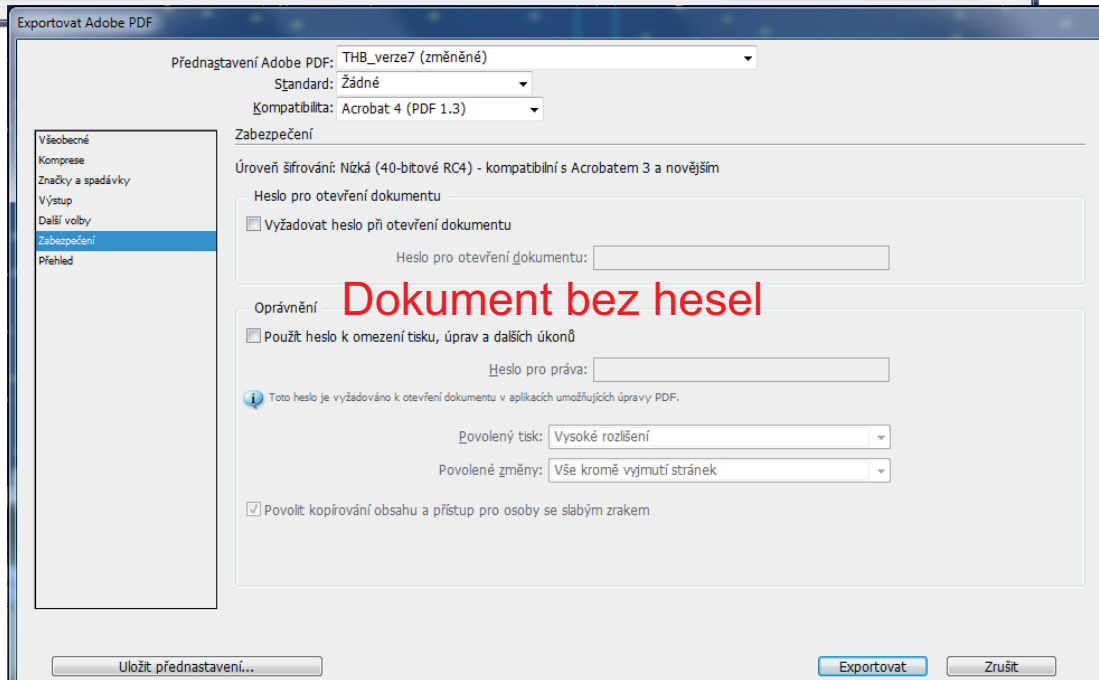 Exportovat Adobe PDF
Přednastavení Adobe PDF: THB_verze7 (změněné)
Standard: Žádné
Kompatibilita: Acrobat 4 (PDF 1.3)
Všeobecné
Komprese
Značky a spadávky
Výstup
Další volby
Zabezpečení
Přehled
Zabezpečení
Úroveň šifrování: Nízká (40-bitové RC4) - kompatibilní s Acrobatem 3 a novějším
Heslo pro otevření dokumentu
Vyžadovat heslo při otevření dokumentu
Heslo pro otevření dokumentu:
Dokument bez hesel
Oprávnění
Použít heslo k omezení tisku, úprav a dalších úkonů
Heslo pro práva:
Toto heslo je vyžadováno k otevření dokumentu v aplikacích umožňujících úpravy PDF.
Povolený tisk: Vysoké rozlišení
Povolené změny: Vše kromě vyjmutí stránek
Povolit kopírování obsahu a přístup pro osoby se slabým zrakem
Uložit přednastavení...
Exportovat
Zrušit